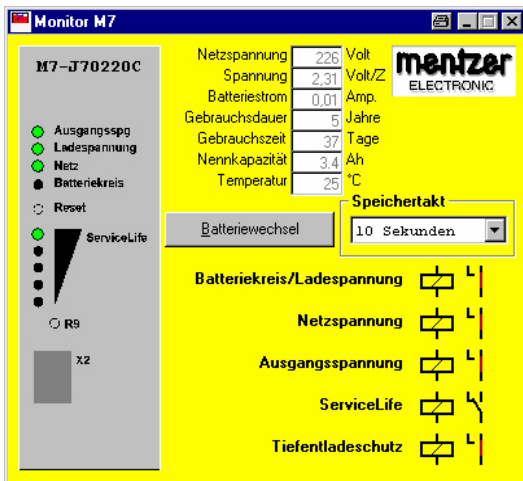 Monitor M7
M7-J70220C
Ausgangsspg
Ladespannung
Netz
Batteriekreis
Reset
ServiceLife
R9
X2
Netzspannung 226 Volt
Spannung 2,31 Volt/Z
Batteriestrom 0,01 Amp.
Gebrauchsdauer 5 Jahre
Gebrauchszeit 37 Tage
Nennkapazität 3.4 Ah
Temperatur 25 °C
mentzer
ELECTRONIC
Batteriewechsel
Speichertakt
10 Sekunden
Batteriekreis/Ladespannung
Netzspannung
Ausgangsspannung
ServiceLife
Tiefentladeschutz